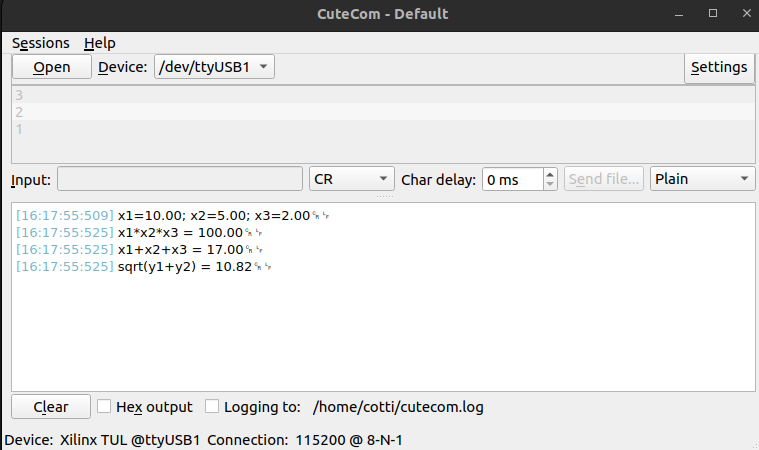 CuteCom - Default
Sessions Help
Open Device: /dev/ttyUSB1 Settings
3
2
1
Input: CR Char delay: 0 ms Send file... Plain
[16:17:55:509] x1=10.00; x2=5.00; x3=2.00␍␊
[16:17:55:525] x1*x2*x3 = 100.00␍␊
[16:17:55:525] x1+x2+x3 = 17.00␍␊
[16:17:55:525] sqrt(y1+y2) = 10.82␍␊
Clear Hex output Logging to: /home/cotti/cutecom.log
Device: Xilinx TUL @ttyUSB1 Connection: 115200 @ 8-N-1